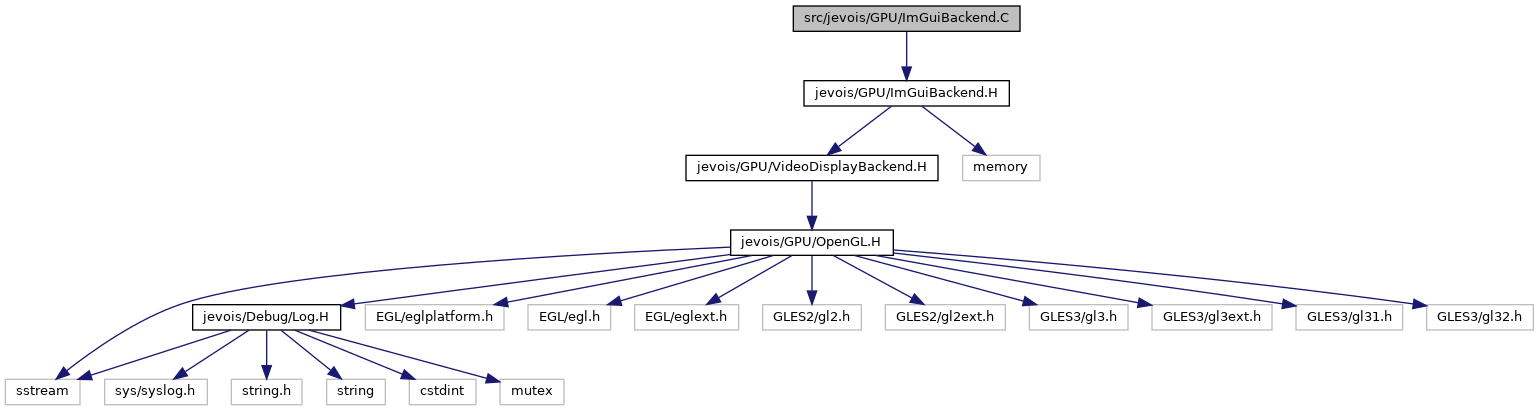 src/jevois/GPU/ImGuiBackend.C
jevois/GPU/ImGuiBackend.H
jevois/GPU/VideoDisplayBackend.H
memory
jevois/GPU/OpenGL.H
jevois/Debug/Log.H
EGL/eglplatform.h
EGL/egl.h
EGL/eglext.h
GLES2/gl2.h
GLES2/gl2ext.h
GLES3/gl3.h
GLES3/gl3ext.h
GLES3/gl31.h
GLES3/gl32.h
sstream
sys/syslog.h
string.h
string
cstdint
mutex